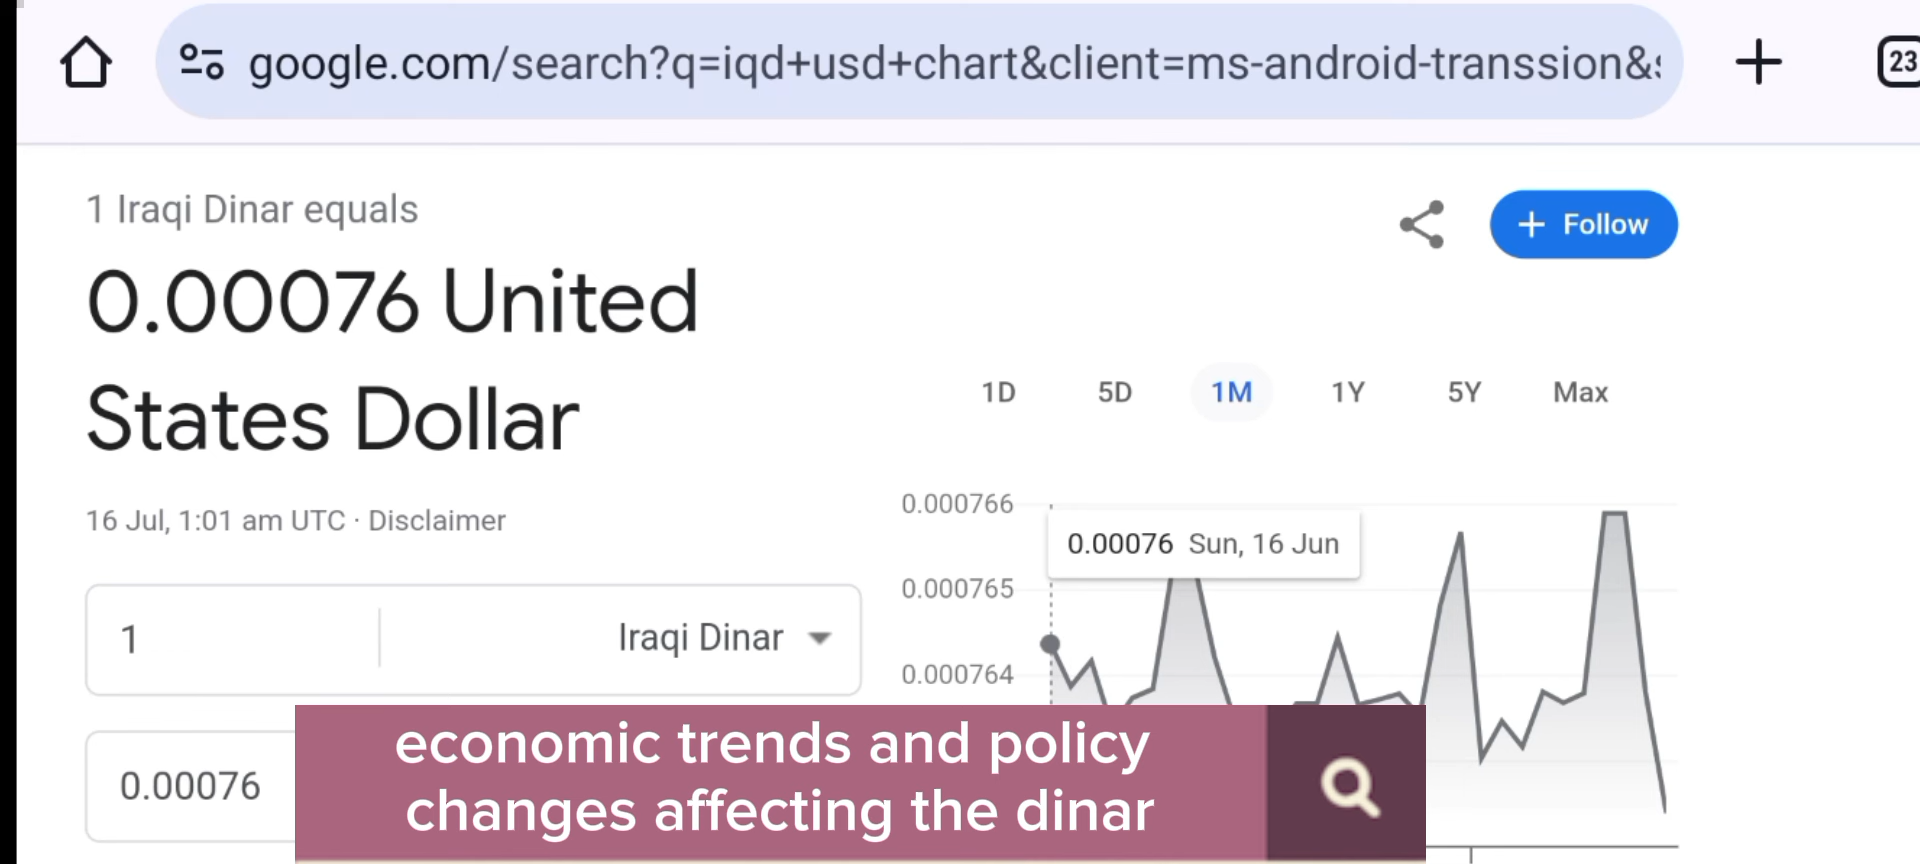 google.com/search?q=iqd+usd+chart&client=ms-android-transsion&
23
1 Iraqi Dinar equals
Follow
0.00076 United
States Dollar
1D 5D 1M 1Y 5Y Max
16 Jul, 1:01 am UTC · Disclaimer
0.000766
0.00076 Sun, 16 Jun
0.000765
1 Iraqi Dinar
0.000764
0.00076
economic trends and policy
changes affecting the dinar